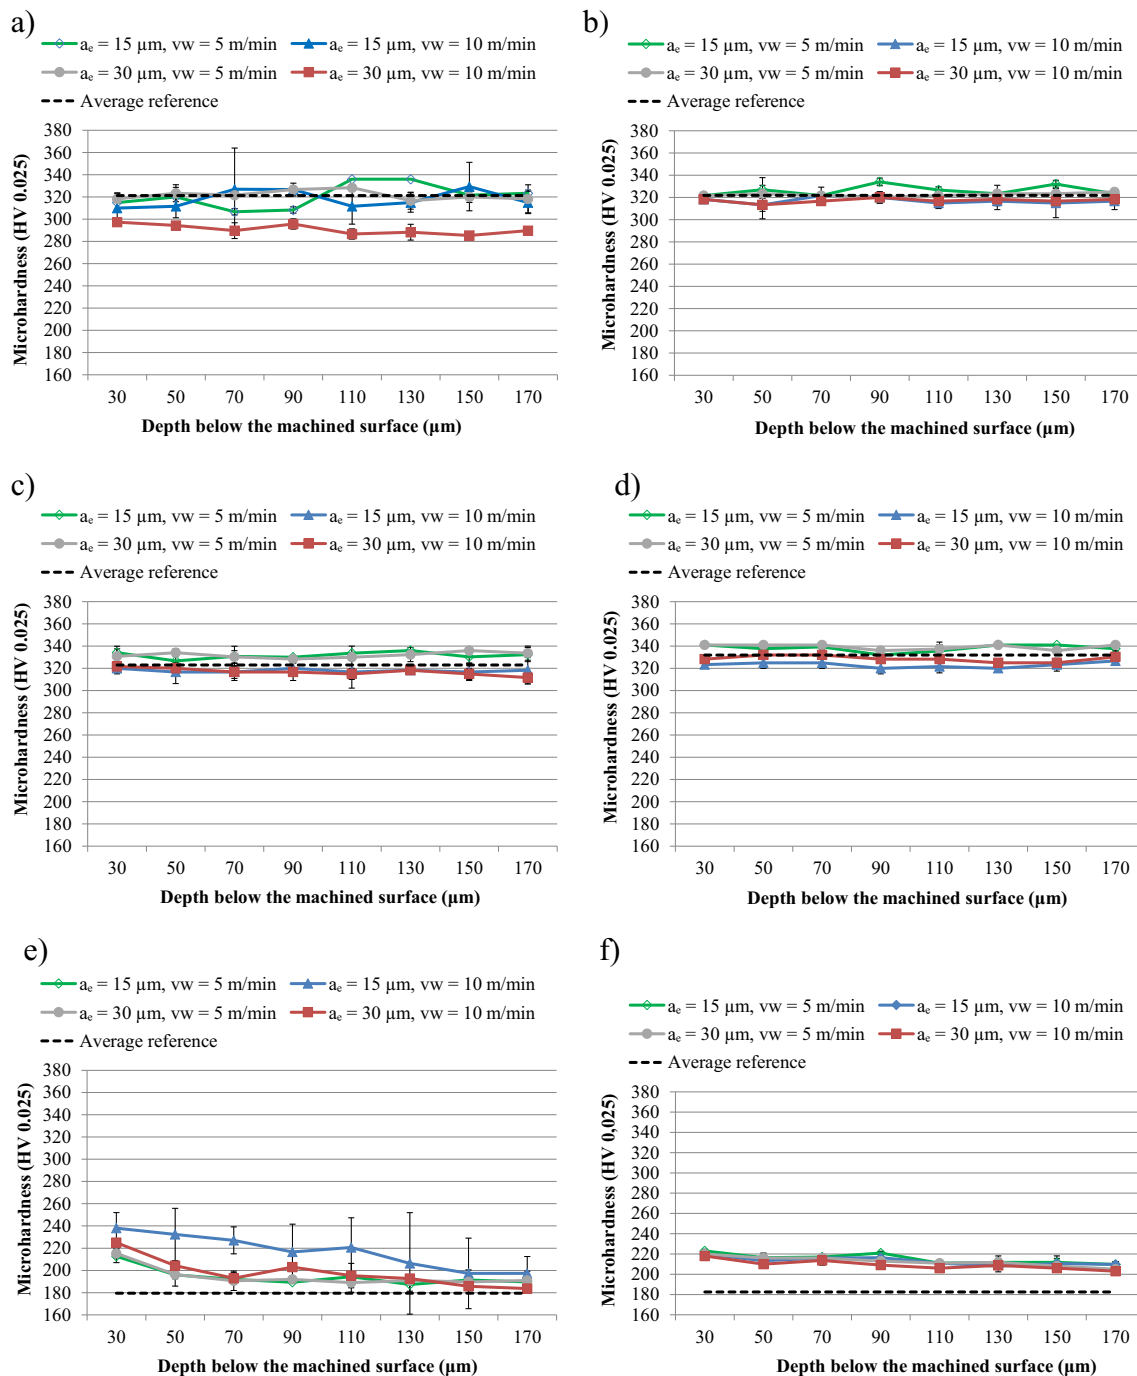 a)
aₑ = 15 µm, vw = 5 m/min
aₑ = 15 µm, vw = 10 m/min
aₑ = 30 µm, vw = 5 m/min
aₑ = 30 µm, vw = 10 m/min
Average reference
Microhardness (HV 0.025)
380
360
340
320
300
280
260
240
220
200
180
160
30 50 70 90 110 130 150 170
Depth below the machined surface (µm)
b)
aₑ = 15 µm, vw = 5 m/min
aₑ = 15 µm, vw = 10 m/min
aₑ = 30 µm, vw = 5 m/min
aₑ = 30 µm, vw = 10 m/min
Average reference
Microhardness (HV 0.025)
380
360
340
320
300
280
260
240
220
200
180
160
30 50 70 90 110 130 150 170
Depth below the machined surface (µm)
c)
aₑ = 15 µm, vw = 5 m/min
aₑ = 15 µm, vw = 10 m/min
aₑ = 30 µm, vw = 5 m/min
aₑ = 30 µm, vw = 10 m/min
Average reference
Microhardness (HV 0.025)
380
360
340
320
300
280
260
240
220
200
180
160
30 50 70 90 110 130 150 170
Depth below the machined surface (µm)
d)
aₑ = 15 µm, vw = 5 m/min
aₑ = 15 µm, vw = 10 m/min
aₑ = 30 µm, vw = 5 m/min
aₑ = 30 µm, vw = 10 m/min
Average reference
Microhardness (HV 0.025)
380
360
340
320
300
280
260
240
220
200
180
160
30 50 70 90 110 130 150 170
Depth below the machined surface (µm)
e)
aₑ = 15 µm, vw = 5 m/min
aₑ = 15 µm, vw = 10 m/min
aₑ = 30 µm, vw = 5 m/min
aₑ = 30 µm, vw = 10 m/min
Average reference
Microhardness (HV 0.025)
380
360
340
320
300
280
260
240
220
200
180
160
30 50 70 90 110 130 150 170
Depth below the machined surface (µm)
f)
aₑ = 15 µm, vw = 5 m/min
aₑ = 15 µm, vw = 10 m/min
aₑ = 30 µm, vw = 5 m/min
aₑ = 30 µm, vw = 10 m/min
Average reference
Microhardness (HV 0,025)
380
360
340
320
300
280
260
240
220
200
180
160
30 50 70 90 110 130 150 170
Depth below the machined surface (µm)